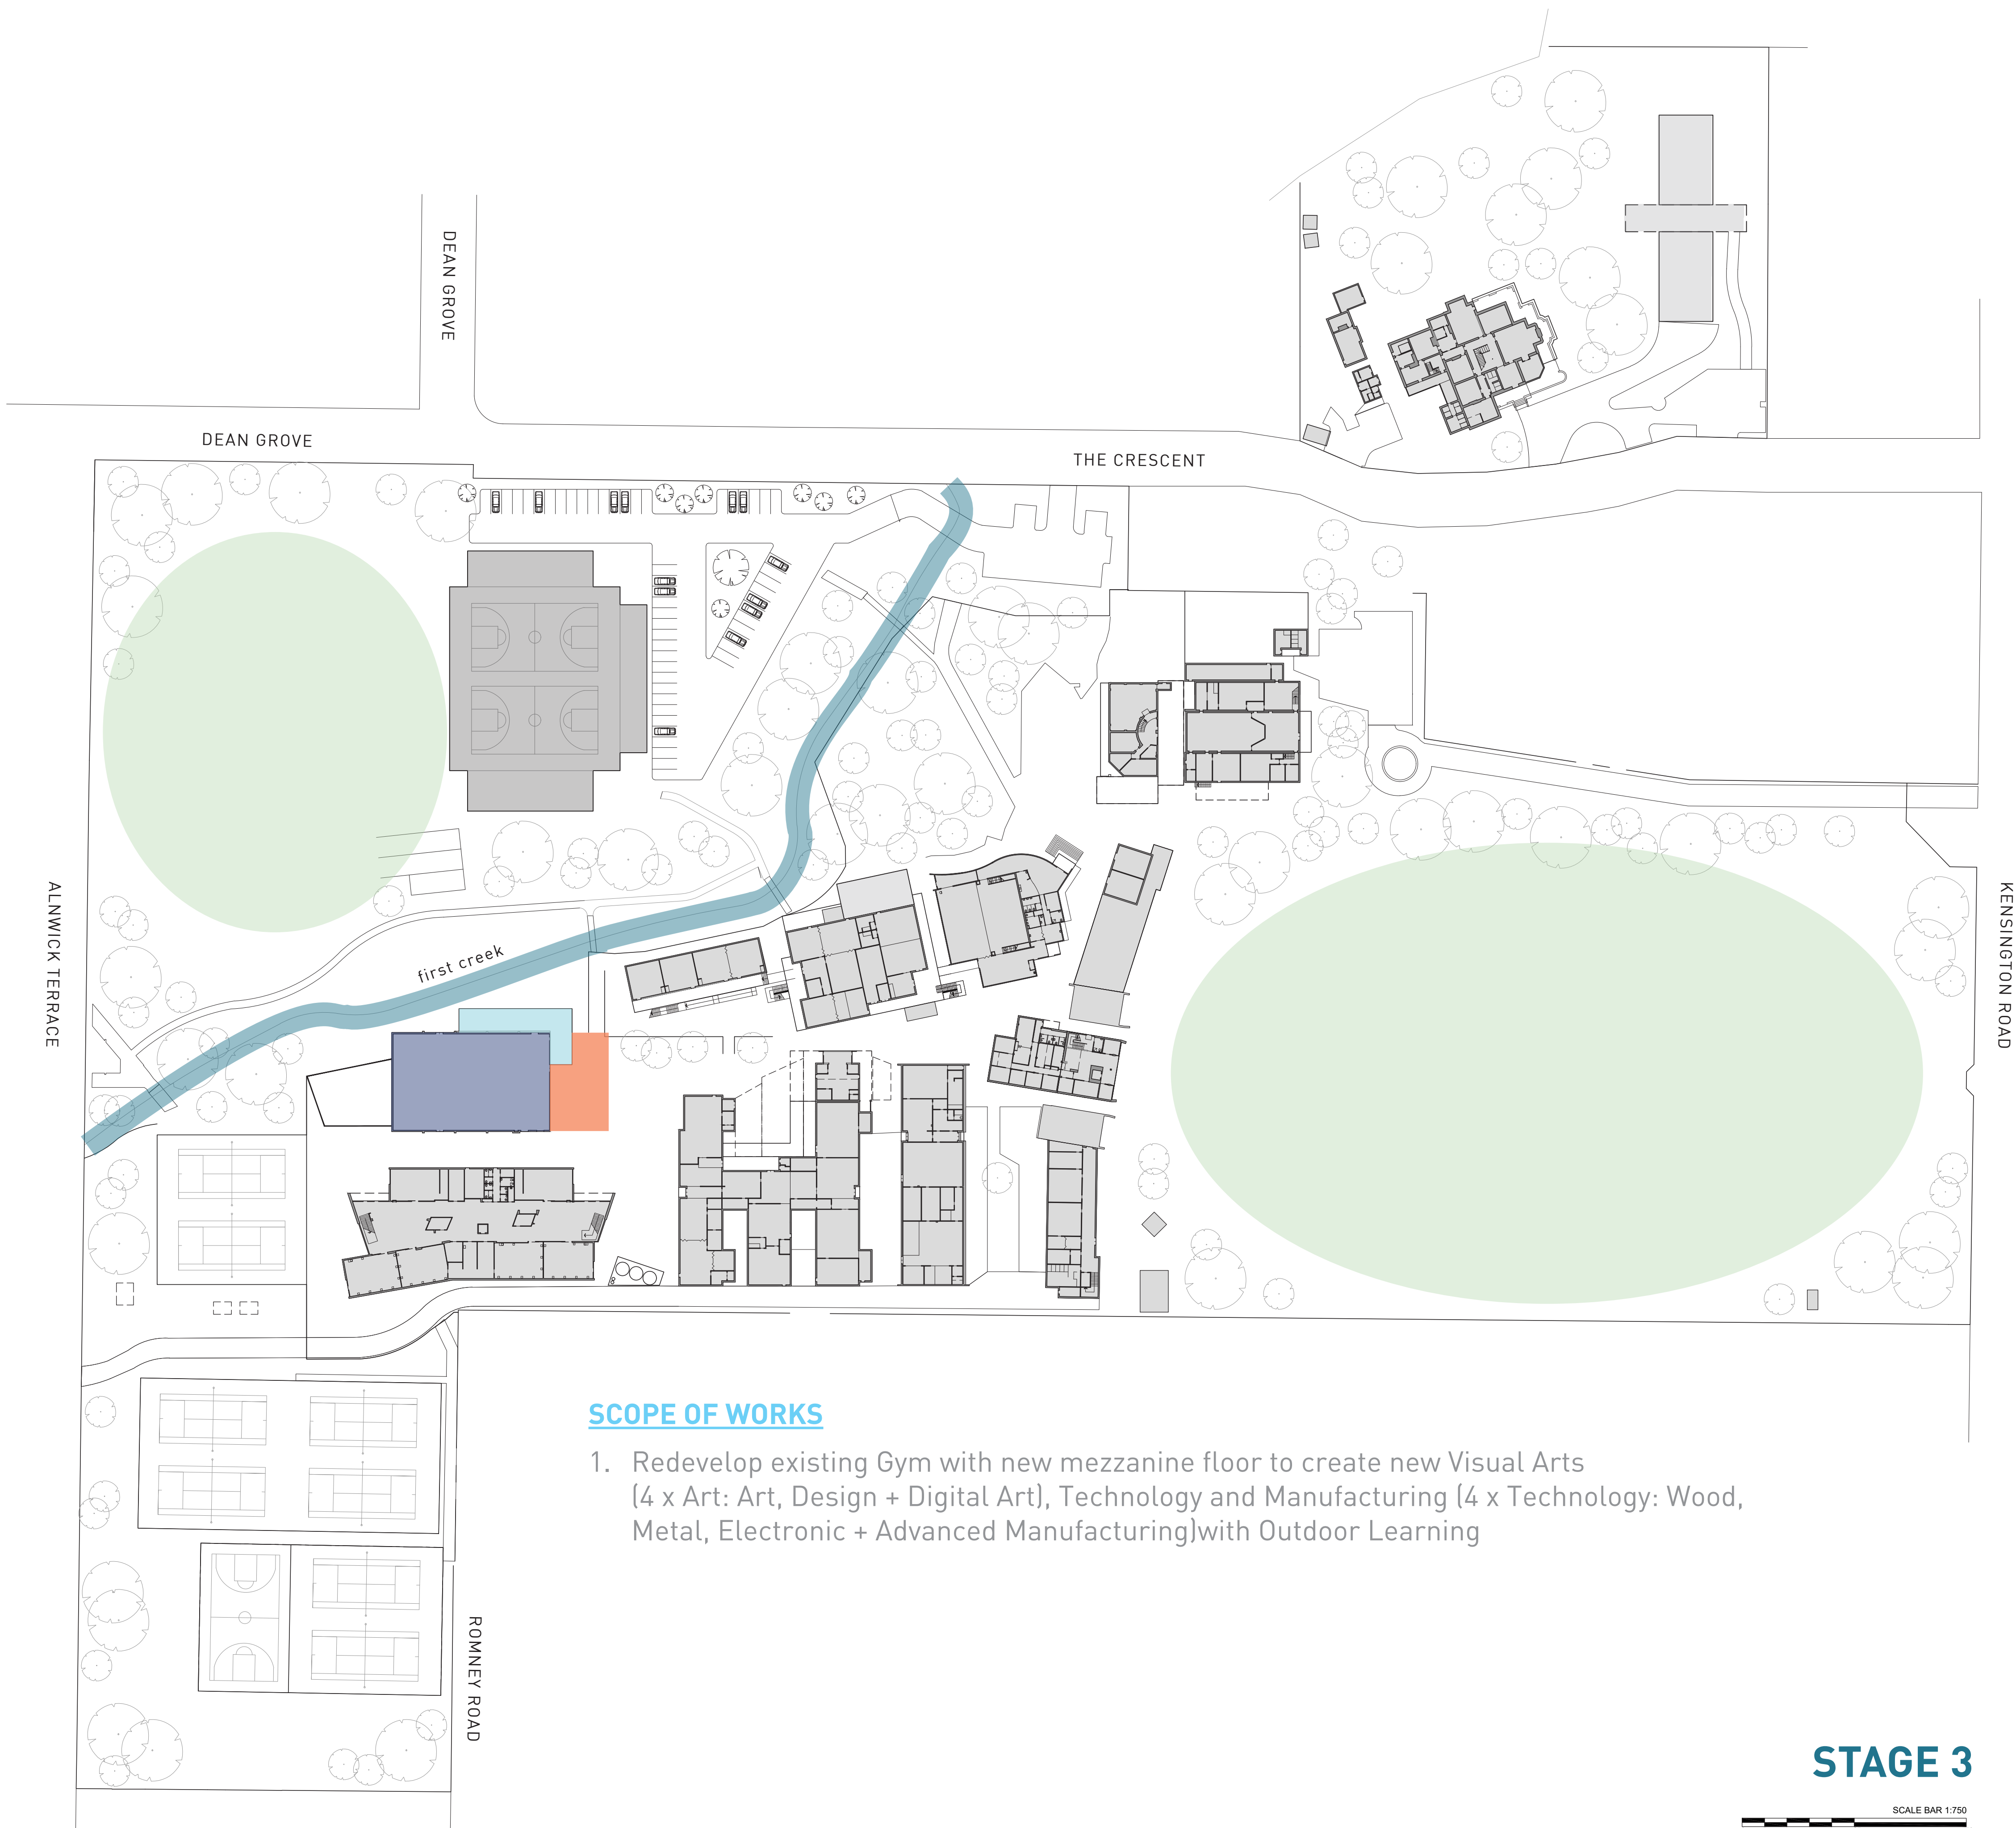 DEAN GROVE
DEAN GROVE
THE CRESCENT
ALNWICK TERRACE
KENSINGTON ROAD
first creek
SCOPE OF WORKS
1. Redevelop existing Gym with new mezzanine floor to create new Visual Arts
(4 x Art: Art, Design + Digital Art), Technology and Manufacturing (4 x Technology: Wood,
Metal, Electronic + Advanced Manufacturing)with Outdoor Learning
ROMNEY ROAD
STAGE 3
SCALE BAR 1:750